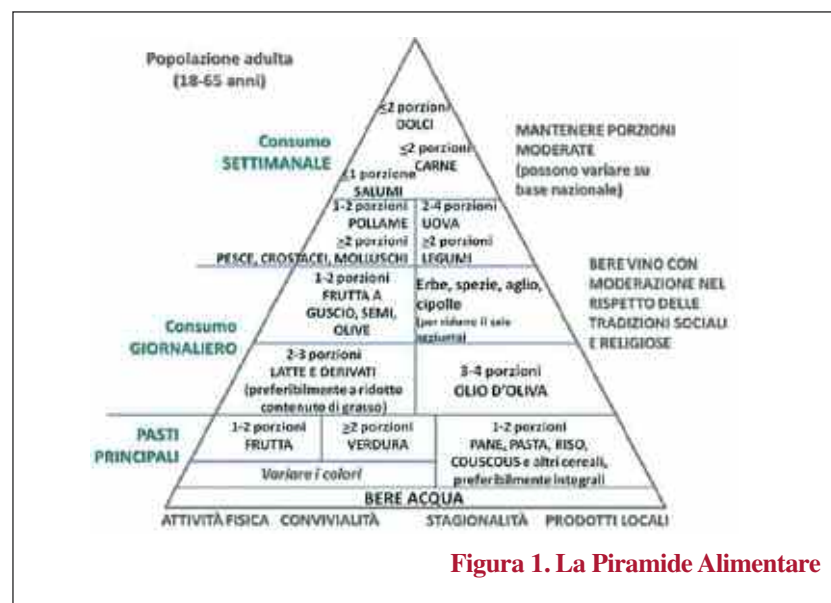 Popolazione adulta
(18-65 anni)
≤2 porzioni
DOLCI
Consumo
SETTIMANALE
≤2 porzioni
CARNE
≤1 porzione
SALUMI
MANTENERE PORZIONI
MODERATE
(possono variare su
base nazionale)
1-2 porzioni
POLLAME
2-4 porzioni
UOVA
≥2 porzioni
PESCE, CROSTACEI, MOLLUSCHI
≥2 porzioni
LEGUMI
Consumo
GIORNALIERO
1-2 porzioni
FRUTTA A
GUSCIO, SEMI,
OLIVE
Erbe, spezie, aglio,
cipolle
(per ridurre il sale
aggiunto)
BERE VINO CON
MODERAZIONE NEL
RISPETTO DELLE
TRADIZIONI SOCIALI
E RELIGIOSE
2-3 porzioni
LATTE E DERIVATI
(preferibilmente a ridotto
contenuto di grasso)
3-4 porzioni
OLIO D'OLIVA
PASTI
PRINCIPALI
1-2 porzioni
FRUTTA
≥2 porzioni
VERDURA
Variare i colori
1-2 porzioni
PANE, PASTA, RISO,
COUSCOUS e altri cereali,
preferibilmente integrali
BERE ACQUA
ATTIVITÀ FISICA CONVIVIALITÀ STAGIONALITÀ PRODOTTI LOCALI
Figura 1. La Piramide Alimentare